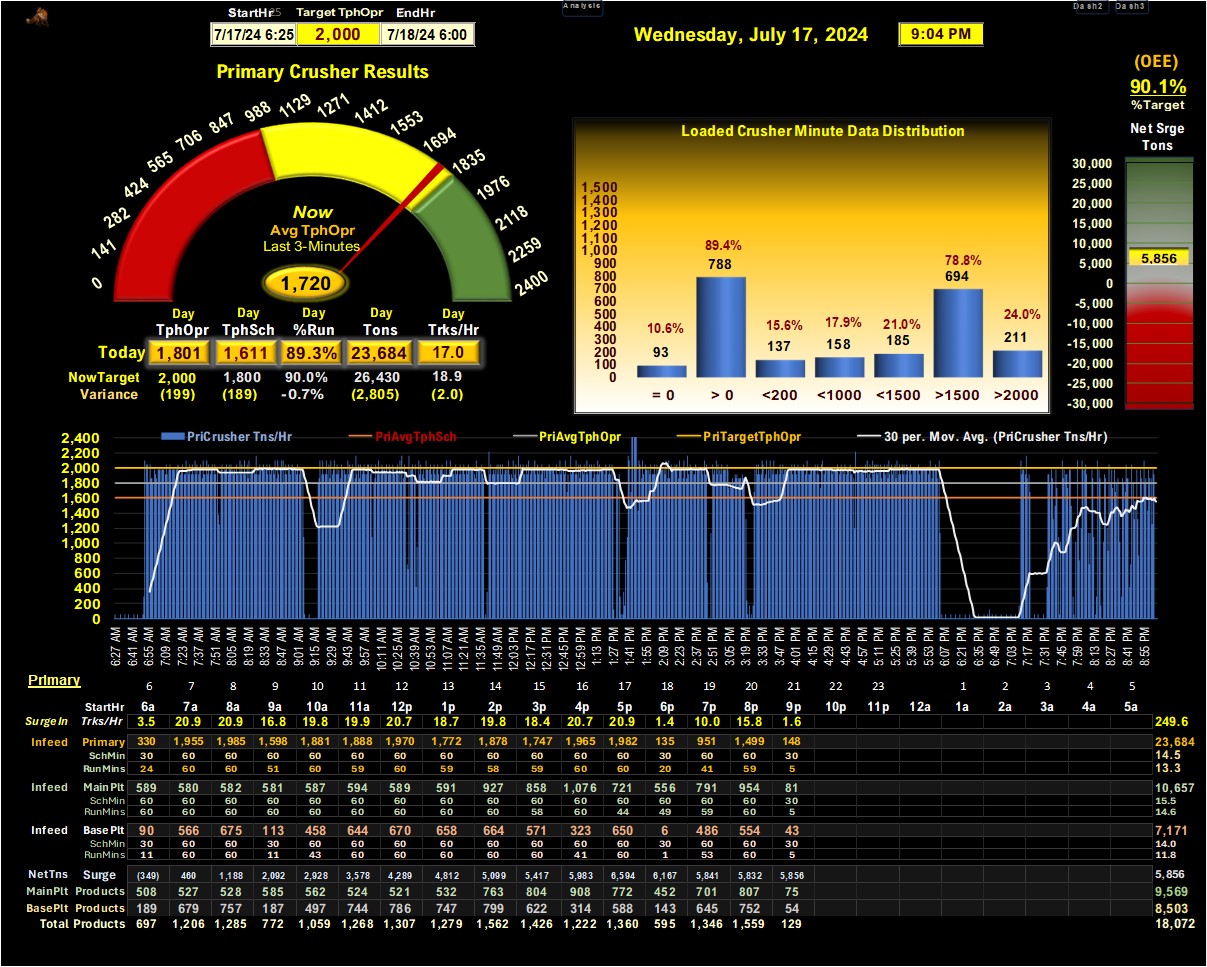 Analysis Dash2 Dash3
StartHr Target TphOpr EndHr
7/17/24 6:25 2,000 7/18/24 6:00
Wednesday, July 17, 2024 9:04 PM
(OEE)
90.1%
%Target
Primary Crusher Results
0 141 282 424 565 706 847 988 1129 1271 1412 1553 1694 1835 1976 2118 2259 2400
Now
Avg TphOpr
Last 3-Minutes
1,720
Day Day Day Day Day
TphOpr TphSch %Run Tons Trks/Hr
Today 1,801 1,611 89.3% 23,684 17.0
NowTarget 2,000 1,800 90.0% 26,430 18.9
Variance (199) (189) -0.7% (2,805) (2.0)
Loaded Crusher Minute Data Distribution
1,500
1,400
1,300
1,200
1,100
1,000
900
800
700
600
500
400
300
200
100
0
10.6% 89.4% 15.6% 17.9% 21.0% 78.8% 24.0%
93 788 137 158 185 694 211
= 0 > 0 <200 <1000 <1500 >1500 >2000
Net Srge
Tons
30,000
25,000
20,000
15,000
10,000
5,000
0
-5,000
-10,000
-15,000
-20,000
-25,000
-30,000
5,856
PriCrusher Tns/Hr PriAvgTphSch PriAvgTphOpr PriTargetTphOpr 30 per. Mov. Avg. (PriCrusher Tns/Hr)
2,400
2,200
2,000
1,800
1,600
1,400
1,200
1,000
800
600
400
200
0
6:27 AM 6:41 AM 6:55 AM 7:09 AM 7:23 AM 7:37 AM 7:51 AM 8:05 AM 8:19 AM 8:33 AM 8:47 AM 9:01 AM 9:15 AM 9:29 AM 9:43 AM 9:57 AM 10:11 AM 10:25 AM 10:39 AM 10:53 AM 11:07 AM 11:21 AM 11:35 AM 11:49 AM 12:03 PM 12:17 PM 12:31 PM 12:45 PM 12:59 PM 1:13 PM 1:27 PM 1:41 PM 1:55 PM 2:09 PM 2:23 PM 2:37 PM 2:51 PM 3:05 PM 3:19 PM 3:33 PM 3:47 PM 4:01 PM 4:15 PM 4:29 PM 4:43 PM 4:57 PM 5:11 PM 5:25 PM 5:39 PM 5:53 PM 6:07 PM 6:21 PM 6:35 PM 6:49 PM 7:03 PM 7:17 PM 7:31 PM 7:45 PM 7:59 PM 8:13 PM 8:27 PM 8:41 PM 8:55 PM
Primary 6 7 8 9 10 11 12 13 14 15 16 17 18 19 20 21 22 23 1 2 3 4 5
StartHr 6a 7a 8a 9a 10a 11a 12p 1p 2p 3p 4p 5p 6p 7p 8p 9p 10p 11p 12a 1a 2a 3a 4a 5a
SurgeIn Trks/Hr 3.5 20.9 20.9 16.8 19.8 19.9 20.7 18.7 19.8 18.4 20.7 20.9 1.4 10.0 15.8 1.6 249.6
Infeed Primary 330 1,955 1,985 1,598 1,881 1,888 1,970 1,772 1,878 1,747 1,965 1,982 135 951 1,499 148 23,684
SchMin 30 60 60 60 60 60 60 60 60 60 60 60 30 60 60 30 14.5
RunMins 24 60 60 51 60 59 60 59 58 59 60 60 20 41 59 5 13.3
Infeed MainPlt 589 580 582 581 587 594 589 591 927 858 1,076 721 556 791 954 81 10,657
SchMin 60 60 60 60 60 60 60 60 60 60 60 60 60 60 60 30 15.5
RunMins 60 60 60 60 60 60 60 60 60 58 60 44 49 59 60 5 14.6
Infeed Base Plt 90 566 675 113 458 644 670 658 664 571 323 650 6 486 554 43 7,171
SchMin 30 60 60 30 60 60 60 60 60 60 60 60 30 60 60 30 14.0
RunMins 11 60 60 11 43 60 60 60 60 60 41 60 1 53 60 5 11.8
NetTns Surge (349) 460 1,188 2,092 2,928 3,578 4,289 4,812 5,099 5,417 5,983 6,594 6,167 5,841 5,832 5,856 5,856
MainPlt Products 508 527 528 585 562 524 521 532 763 804 908 772 452 701 807 75 9,569
BasePlt Products 189 679 757 187 497 744 786 747 799 622 314 588 143 645 752 54 8,503
Total Products 697 1,206 1,285 772 1,059 1,268 1,307 1,279 1,562 1,426 1,222 1,360 595 1,346 1,559 129 18,072